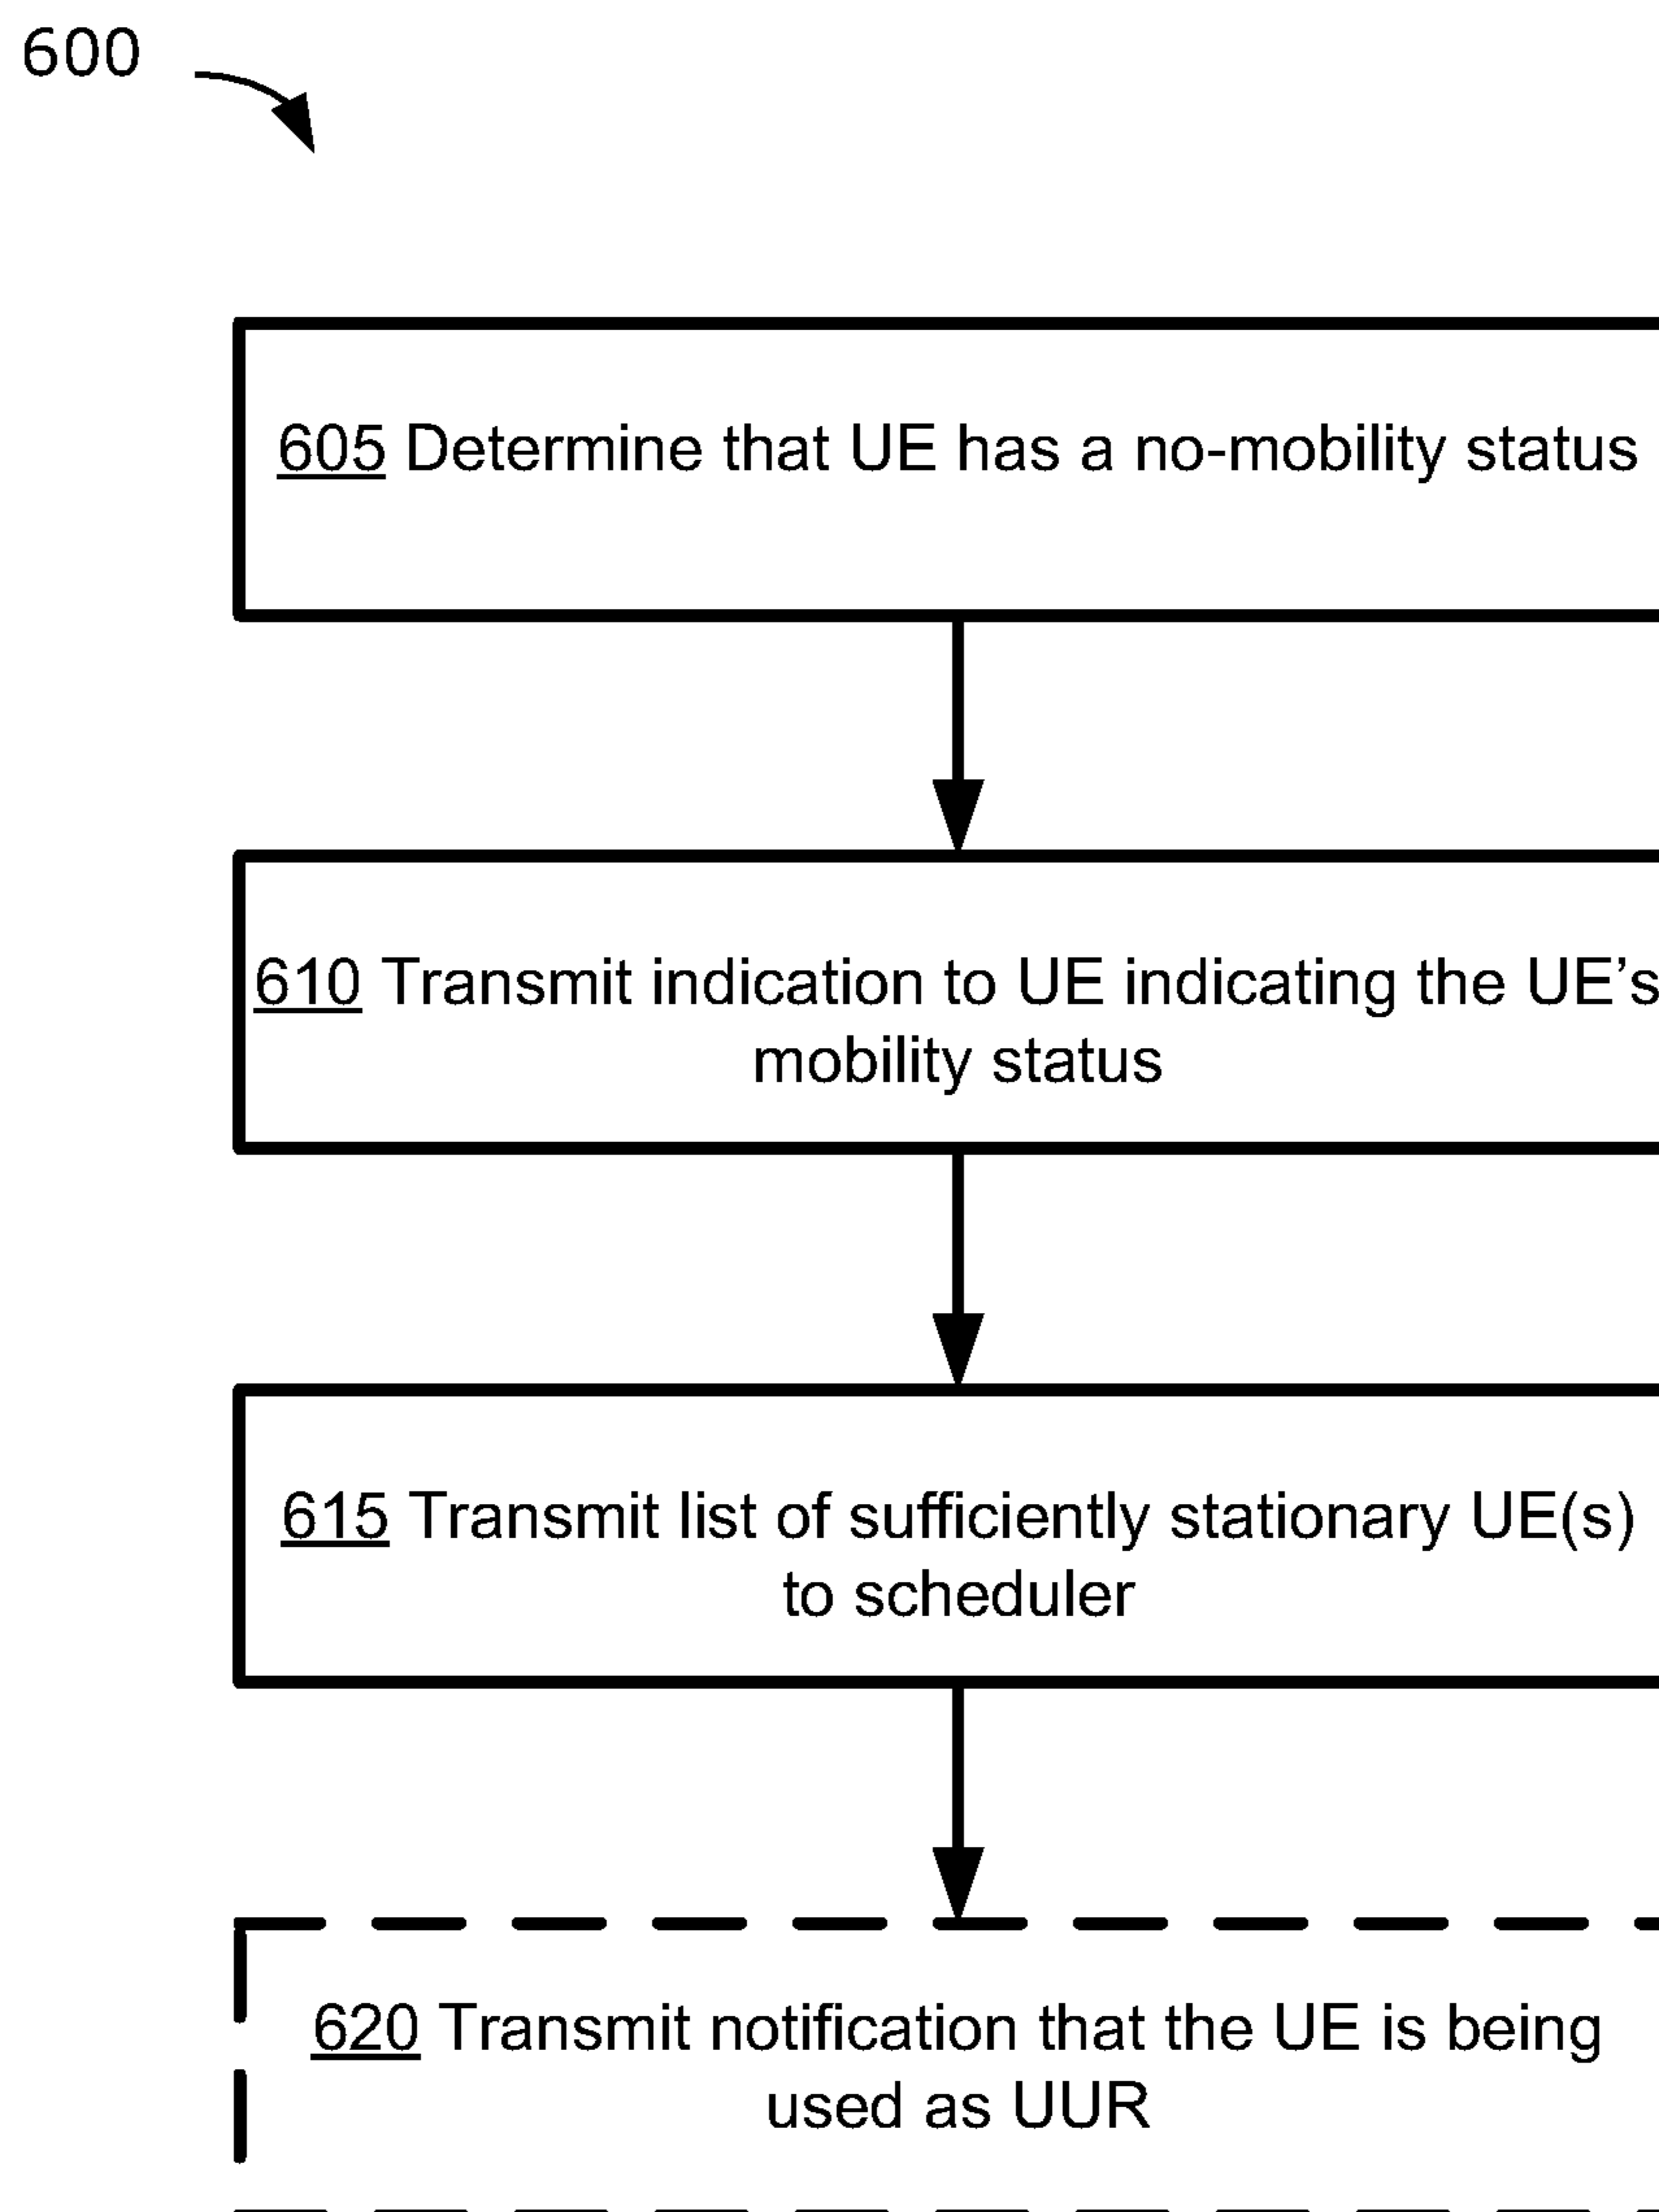 600
605 Determine that UE has a no-mobility status
610 Transmit indication to UE indicating the UE’s
mobility status
615 Transmit list of sufficiently stationary UE(s)
to scheduler
620 Transmit notification that the UE is being
used as UUR